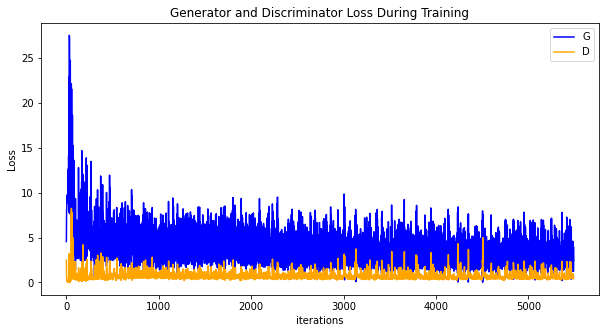 Generator and Discriminator Loss During Training
G
D
Loss
25
20
15
10
5
0
0 1000 2000 3000 4000 5000
iterations